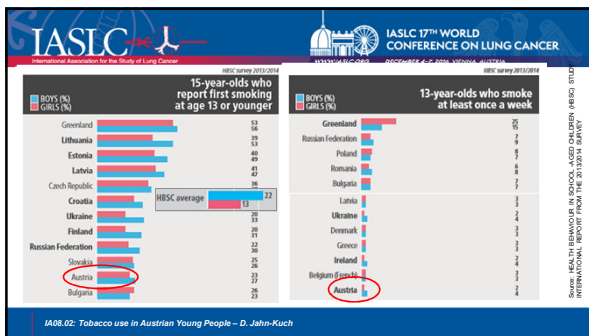 IASLC
International Association for the Study of Lung Cancer
IASLC 17TH WORLD
CONFERENCE ON LUNG CANCER
WWW.IASLC.ORG DECEMBER 4–7, 2016 VIENNA, AUSTRIA
HBSC survey 2013/2014
BOYS (%)
GIRLS (%)
15-year-olds who
report first smoking
at age 13 or younger
Greenland 53
56
Lithuania 39
53
Estonia 40
49
Latvia 41
47
Czech Republic 36
Croatia
HBSC average 22
13
Ukraine 20
33
Finland 20
31
Russian Federation 22
30
Slovakia 25
26
Austria 23
27
Bulgaria 26
23
HBSC survey 2013/2014
BOYS (%)
GIRLS (%)
13-year-olds who smoke
at least once a week
Greenland 25
15
Russian Federation 7
9
Poland 8
7
Romania 6
8
Bulgaria 7
7
Latvia 3
3
Ukraine 2
4
Denmark 3
3
Greece 3
3
Ireland 2
4
Belgium (French) 3
3
Austria 2
4
Source: HEALTH BEHAVIOUR IN SCHOOL-AGED CHILDREN (HBSC) STUDY:
INTERNATIONAL REPORT FROM THE 2013/2014 SURVEY
IA08.02: Tobacco use in Austrian Young People – D. Jahn-Kuch